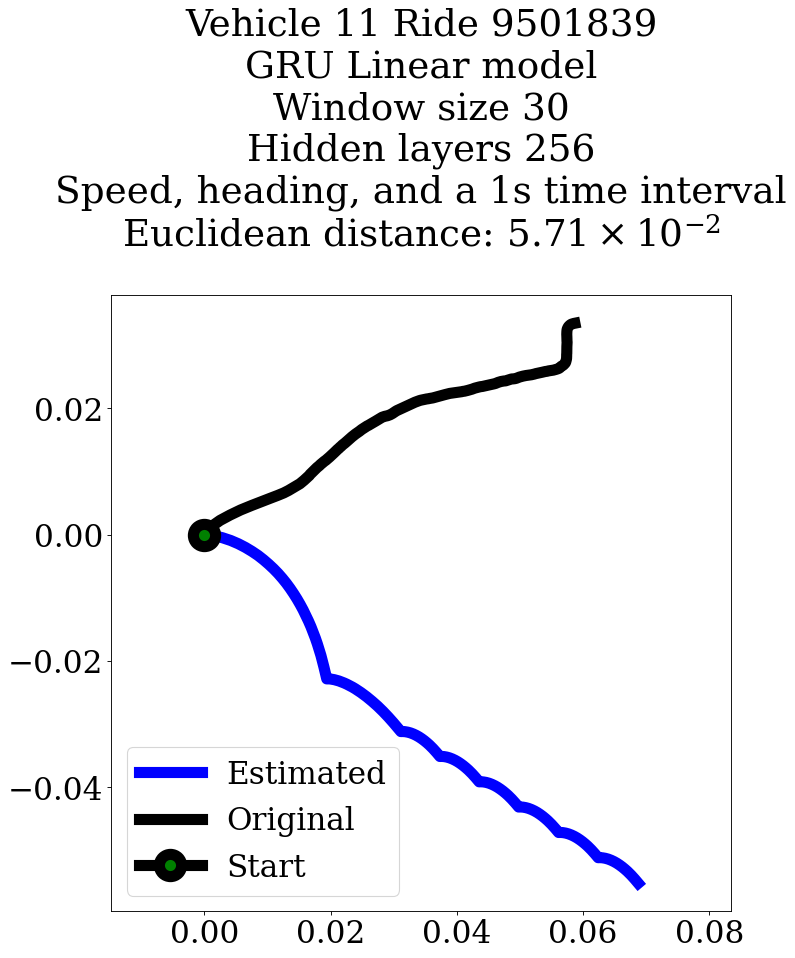 Vehicle 11 Ride 9501839
GRU Linear model
Window size 30
Hidden layers 256
Speed, heading, and a 1s time interval
Euclidean distance: 5.71 × 10⁻²
0.02
0.00
−0.02
−0.04
Estimated
Original
Start
0.00 0.02 0.04 0.06 0.08